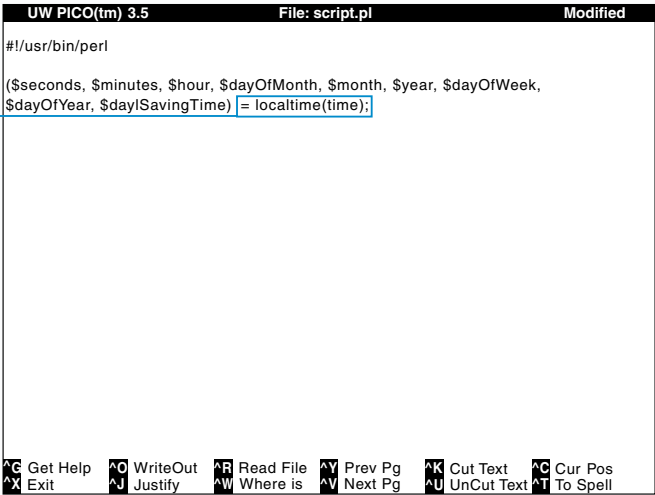 UW PICO(tm) 3.5 File: script.pl Modified
#!/usr/bin/perl
($seconds, $minutes, $hour, $dayOfMonth, $month, $year, $dayOfWeek,
$dayOfYear, $daylSavingTime) = localtime(time);
^G Get Help ^O WriteOut ^R Read File ^Y Prev Pg ^K Cut Text ^C Cur Pos
^X Exit ^J Justify ^W Where is ^V Next Pg ^U UnCut Text ^T To Spell